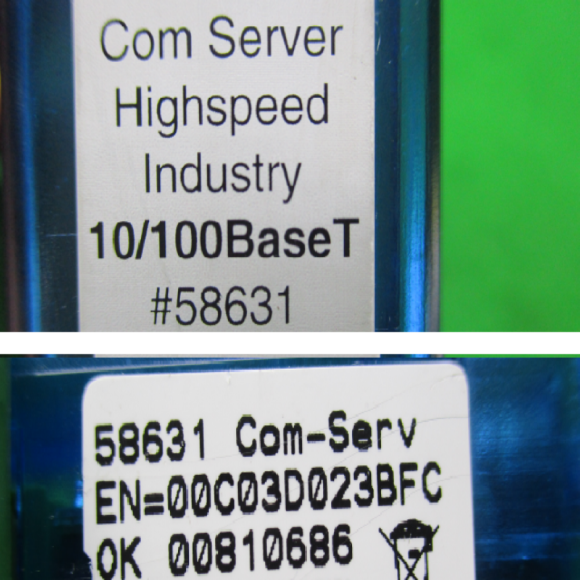 Com Server
Highspeed
Industry
10/100BaseT
#58631
58631 Com-Serv
EN=00C03D023BFC
OK 00810686